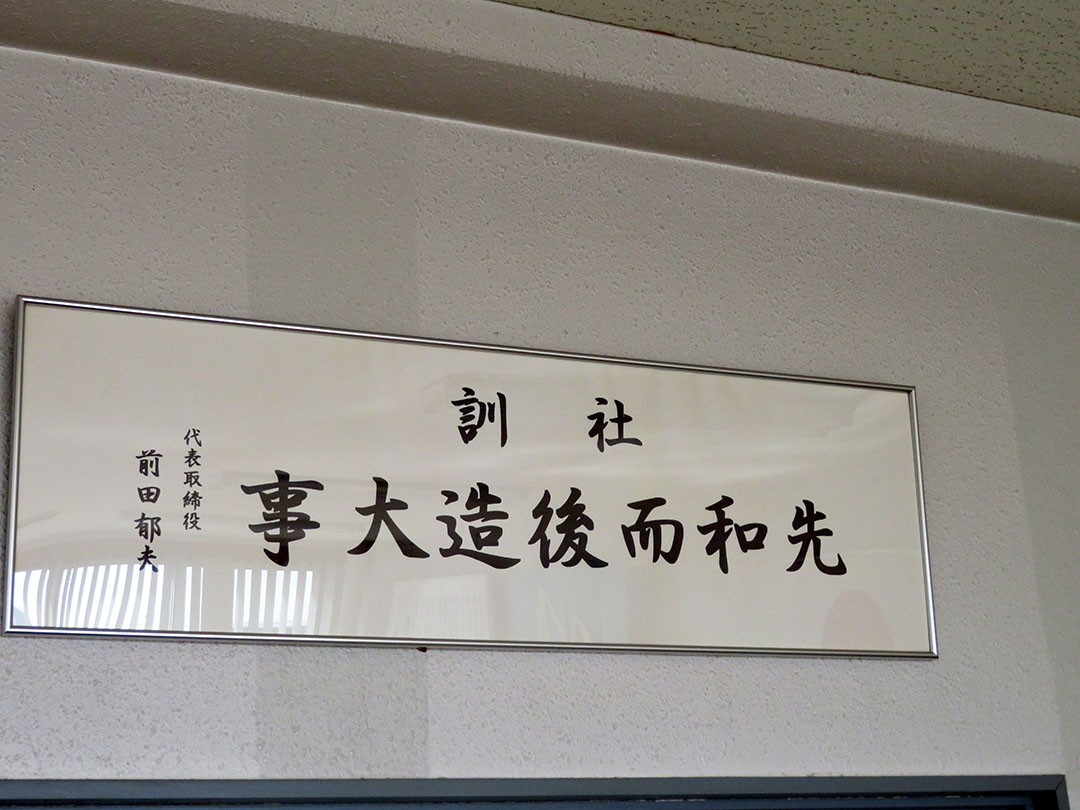 社訓
先和而後造大事
代表取締役
前田郁夫